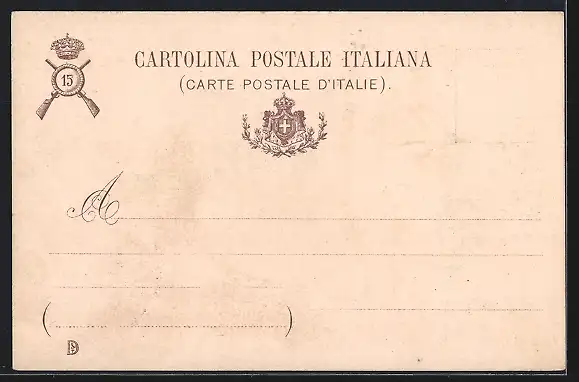 15
CARTOLINA POSTALE ITALIANA
(CARTE POSTALE D'ITALIE).
A
( )